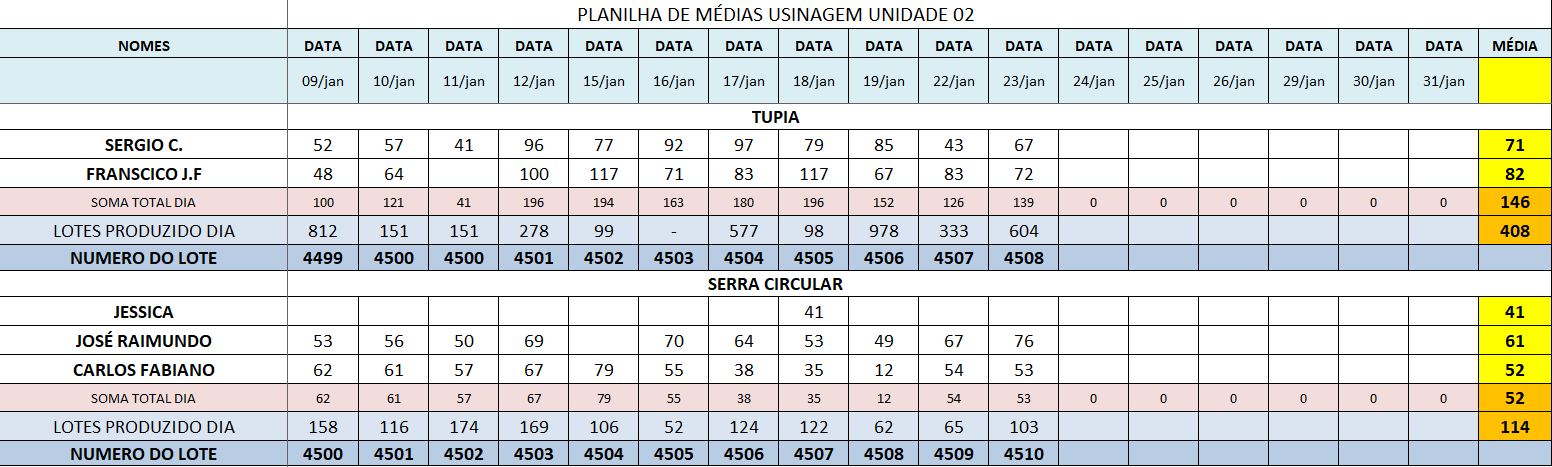 PLANILHA DE MÉDIAS USINAGEM UNIDADE 02
NOMES DATA DATA DATA DATA DATA DATA DATA DATA DATA DATA DATA DATA DATA DATA DATA DATA DATA MÉDIA
09/jan 10/jan 11/jan 12/jan 15/jan 16/jan 17/jan 18/jan 19/jan 22/jan 23/jan 24/jan 25/jan 26/jan 29/jan 30/jan 31/jan
TUPIA
SERGIO C. 52 57 41 96 77 92 97 79 85 43 67 71
FRANSCICO J.F 48 64 100 117 71 83 117 67 83 72 82
SOMA TOTAL DIA 100 121 41 196 194 163 180 196 152 126 139 0 0 0 0 0 0 146
LOTES PRODUZIDO DIA 812 151 151 278 99 - 577 98 978 333 604 408
NUMERO DO LOTE 4499 4500 4500 4501 4502 4503 4504 4505 4506 4507 4508
SERRA CIRCULAR
JESSICA 41 41
JOSÉ RAIMUNDO 53 56 50 69 70 64 53 49 67 76 61
CARLOS FABIANO 62 61 57 67 79 55 38 35 12 54 53 52
SOMA TOTAL DIA 62 61 57 67 79 55 38 35 12 54 53 0 0 0 0 0 0 52
LOTES PRODUZIDO DIA 158 116 174 169 106 52 124 122 62 65 103 114
NUMERO DO LOTE 4500 4501 4502 4503 4504 4505 4506 4507 4508 4509 4510